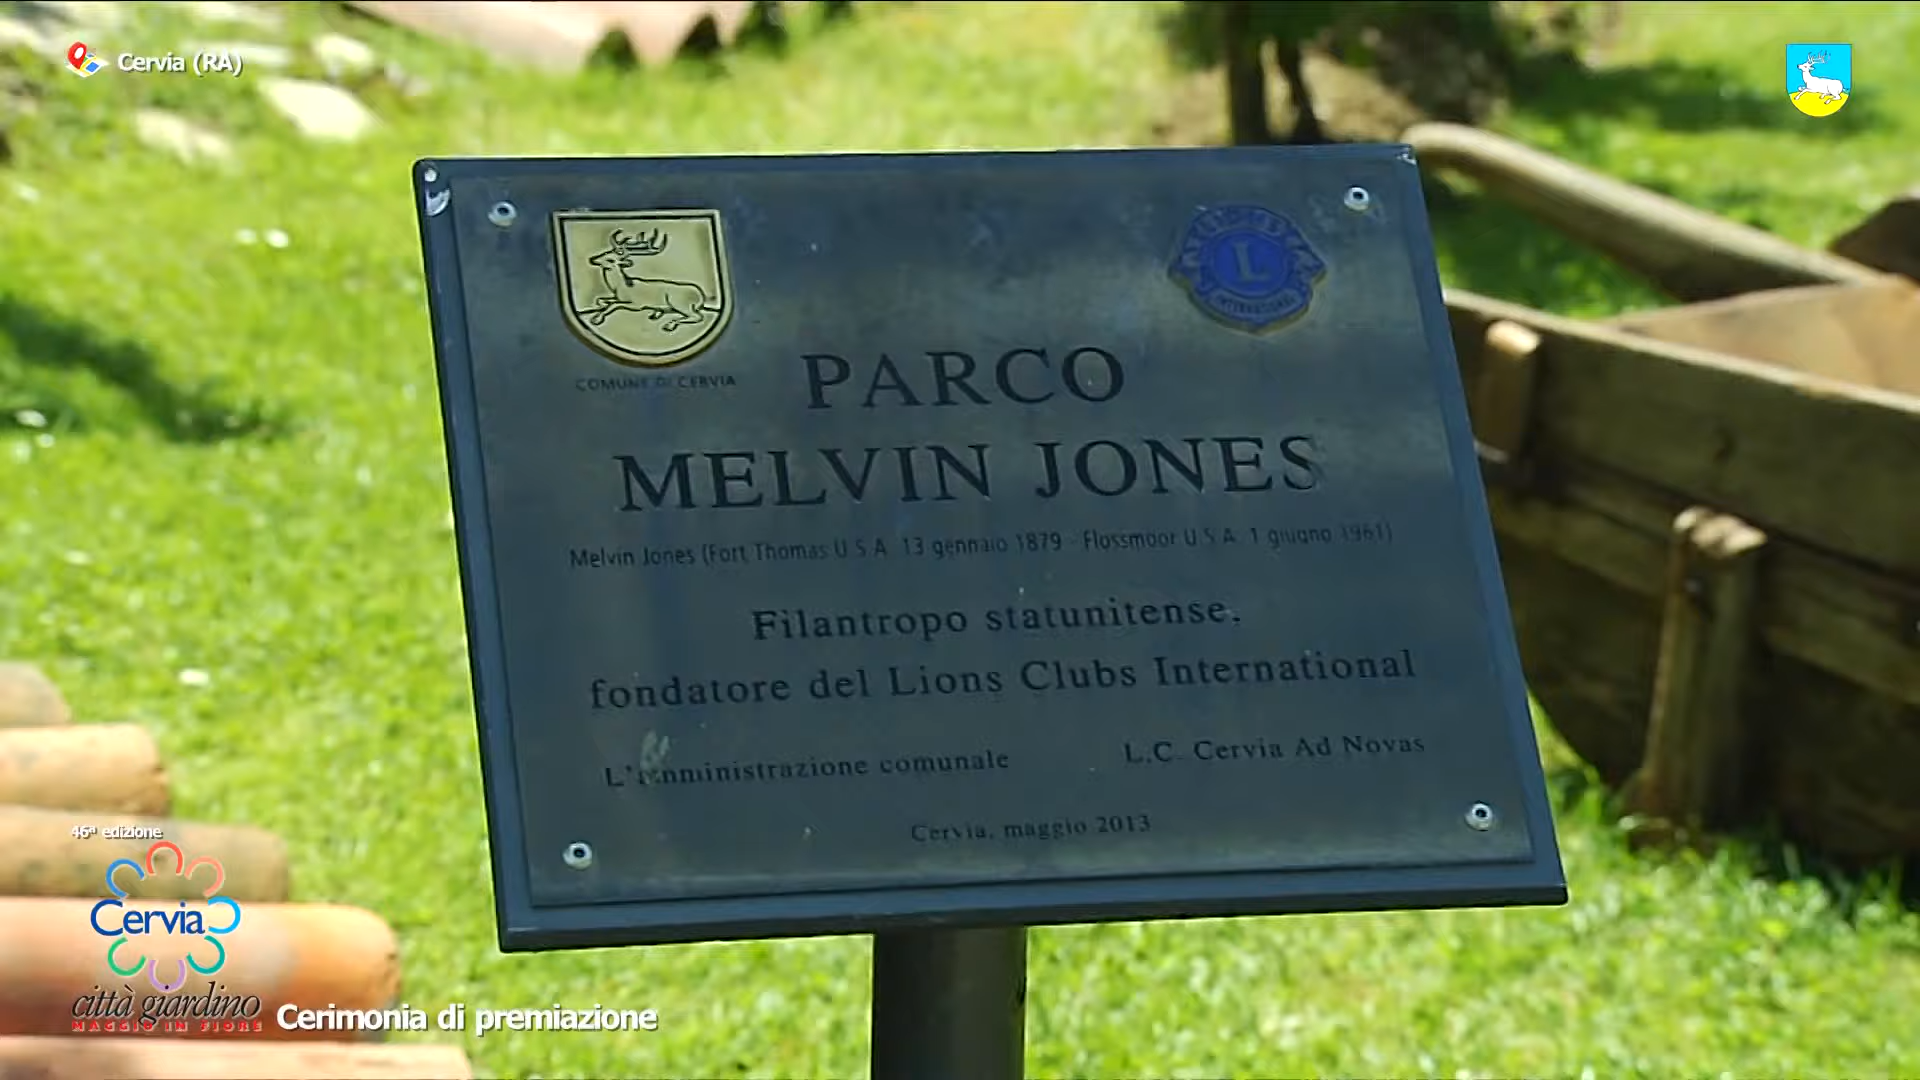 Cervia (RA)
L
INTERNATIONAL
COMUNE DI CERVIA
PARCO
MELVIN JONES
Melvin Jones (Fort Thomas U.S.A. 13 gennaio 1879 - Flossmoor U.S.A. 1 giugno 1961)
Filantropo statunitense,
fondatore del Lions Clubs International
L'amministrazione comunale
L.C. Cervia Ad Novas
Cervia, maggio 2013
46ª edizione
Cervia
città giardino
MAGGIO IN FIORE
Cerimonia di premiazione